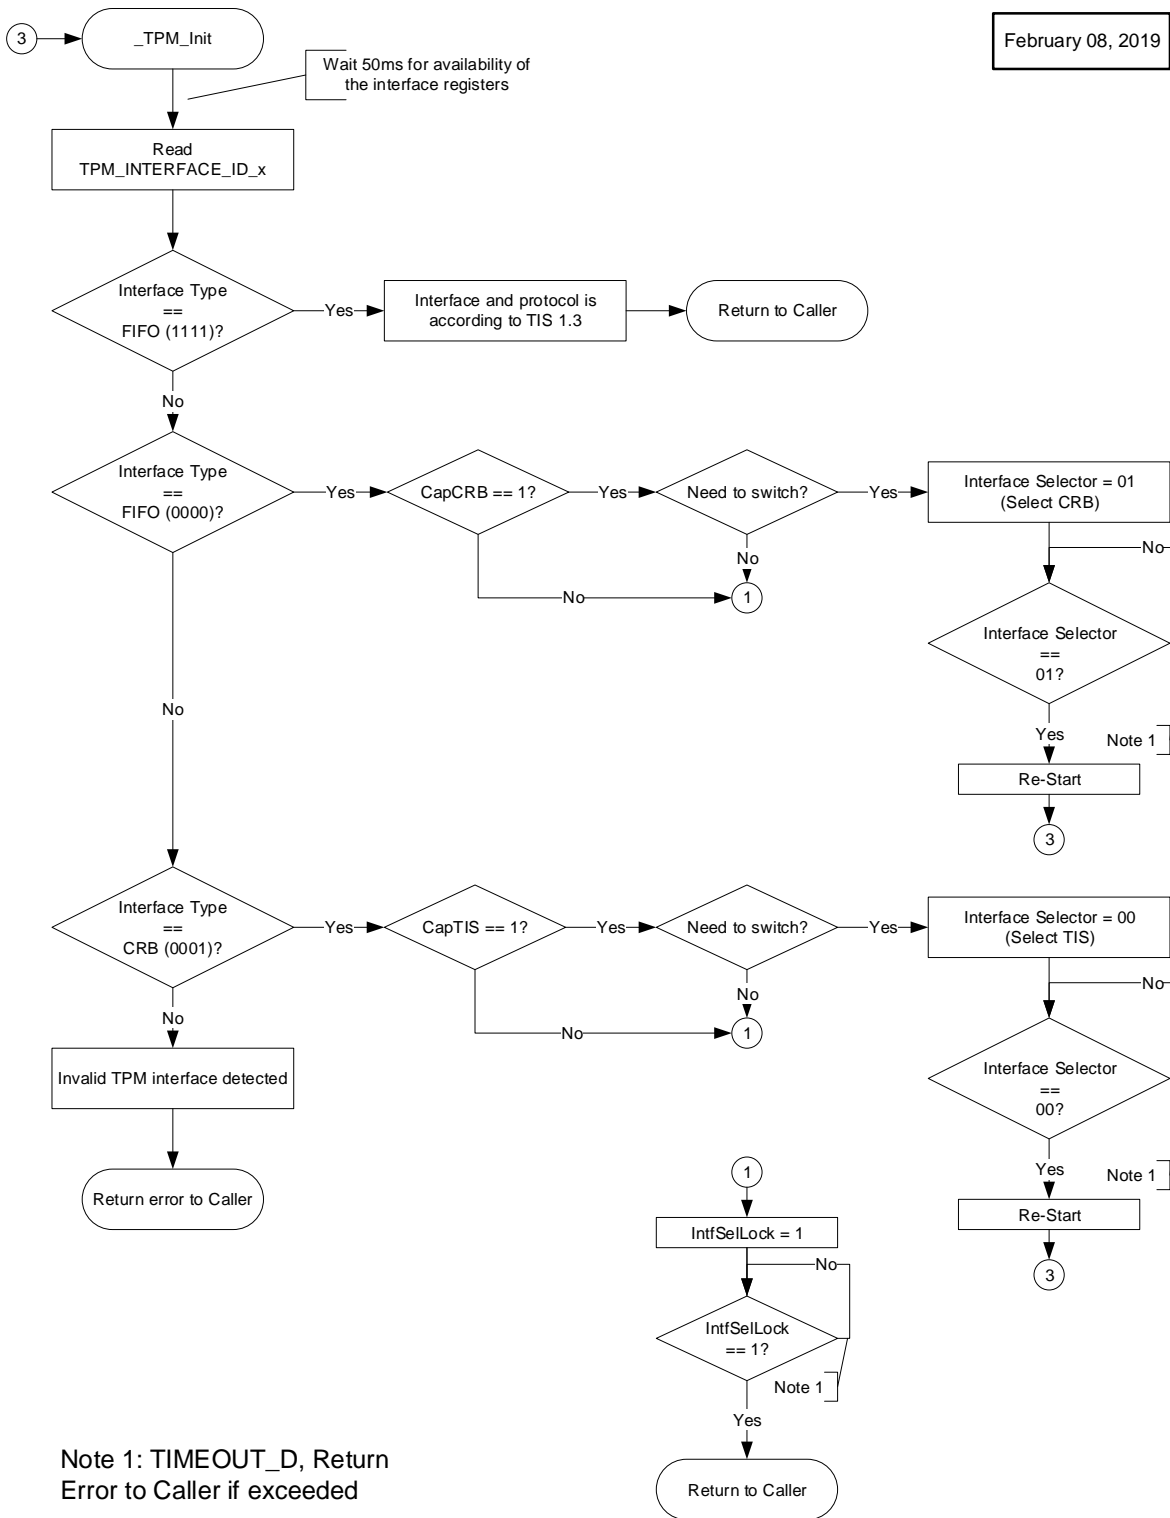 3
_TPM_Init
February 08, 2019
Wait 50ms for availability of
the interface registers
Read
TPM_INTERFACE_ID_x
Interface Type
==
FIFO (1111)?
Yes
Interface and protocol is
according to TIS 1.3
Return to Caller
No
Interface Type
==
FIFO (0000)?
Yes
CapCRB == 1?
Yes
Need to switch?
Yes
Interface Selector = 01
(Select CRB)
No
No
No
1
Interface Selector
==
01?
No
Yes
Note 1
Re-Start
3
Interface Type
==
CRB (0001)?
Yes
CapTIS == 1?
Yes
Need to switch?
Yes
Interface Selector = 00
(Select TIS)
No
No
No
No
1
Invalid TPM interface detected
Interface Selector
==
00?
Return error to Caller
Yes
Note 1
Re-Start
3
1
IntfSelLock = 1
No
IntfSelLock
== 1?
Note 1
Yes
Return to Caller
Note 1: TIMEOUT_D, Return
Error to Caller if exceeded